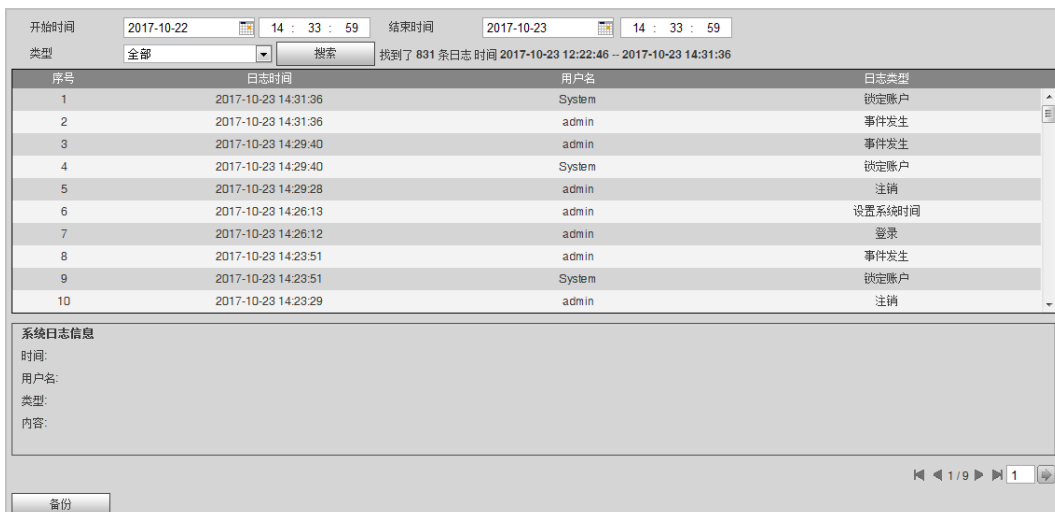 开始时间 2017-10-22 14 : 33 : 59 结束时间 2017-10-23 14 : 33 : 59
类型 全部 搜索 找到了 831 条日志 时间 2017-10-23 12:22:46 -- 2017-10-23 14:31:36
序号 日志时间 用户名 日志类型
1 2017-10-23 14:31:36 System 锁定账户
2 2017-10-23 14:31:36 admin 事件发生
3 2017-10-23 14:29:40 admin 事件发生
4 2017-10-23 14:29:40 System 锁定账户
5 2017-10-23 14:29:28 admin 注销
6 2017-10-23 14:26:13 admin 设置系统时间
7 2017-10-23 14:26:12 admin 登录
8 2017-10-23 14:23:51 admin 事件发生
9 2017-10-23 14:23:51 System 锁定账户
10 2017-10-23 14:23:29 admin 注销
系统日志信息
时间:
用户名:
类型:
内容:
1 / 9 1
备份